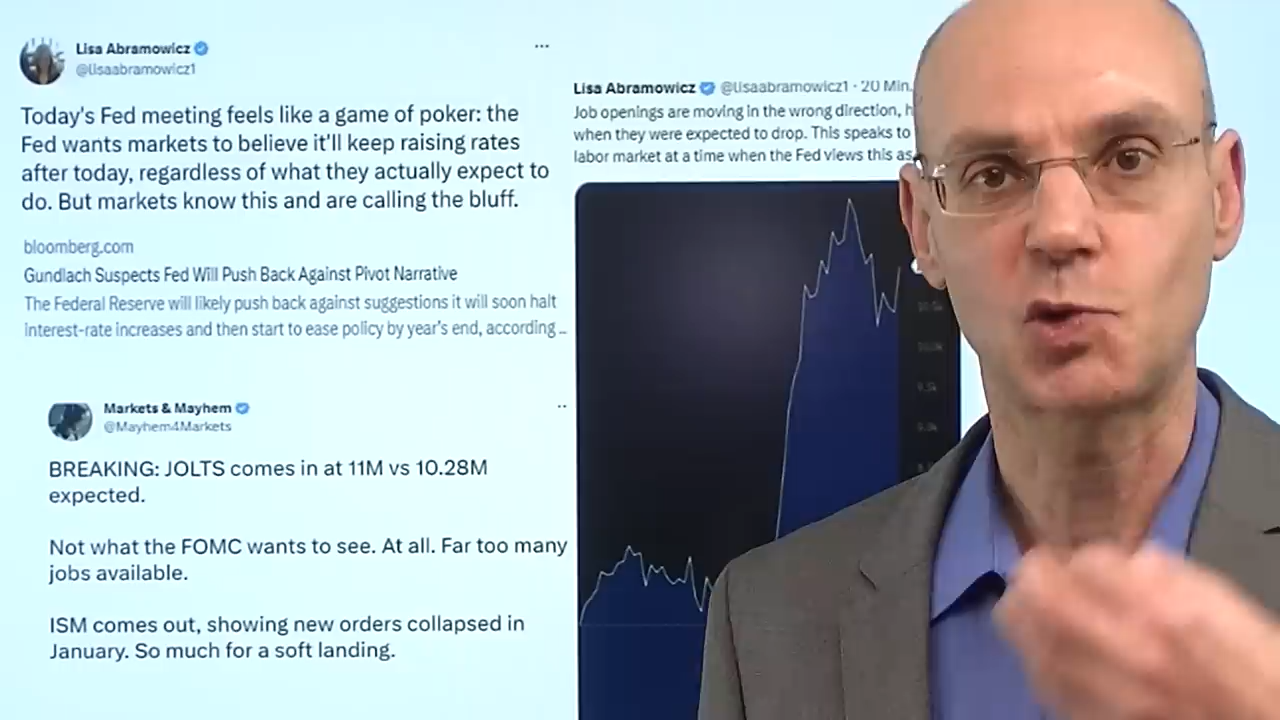 Lisa Abramowicz
@lisaabramowicz1
Today's Fed meeting feels like a game of poker: the
Fed wants markets to believe it'll keep raising rates
after today, regardless of what they actually expect to
do. But markets know this and are calling the bluff.
bloomberg.com
Gundlach Suspects Fed Will Push Back Against Pivot Narrative
The Federal Reserve will likely push back against suggestions it will soon halt
interest-rate increases and then start to ease policy by year's end, according ...
Markets & Mayhem
@Mayhem4Markets
BREAKING: JOLTS comes in at 11M vs 10.28M
expected.
Not what the FOMC wants to see. At all. Far too many
jobs available.
ISM comes out, showing new orders collapsed in
January. So much for a soft landing.
Lisa Abramowicz @lisaabramowicz1 · 20 Min.
Job openings are moving in the wrong direction, h
when they were expected to drop. This speaks to
labor market at a time when the Fed views this as